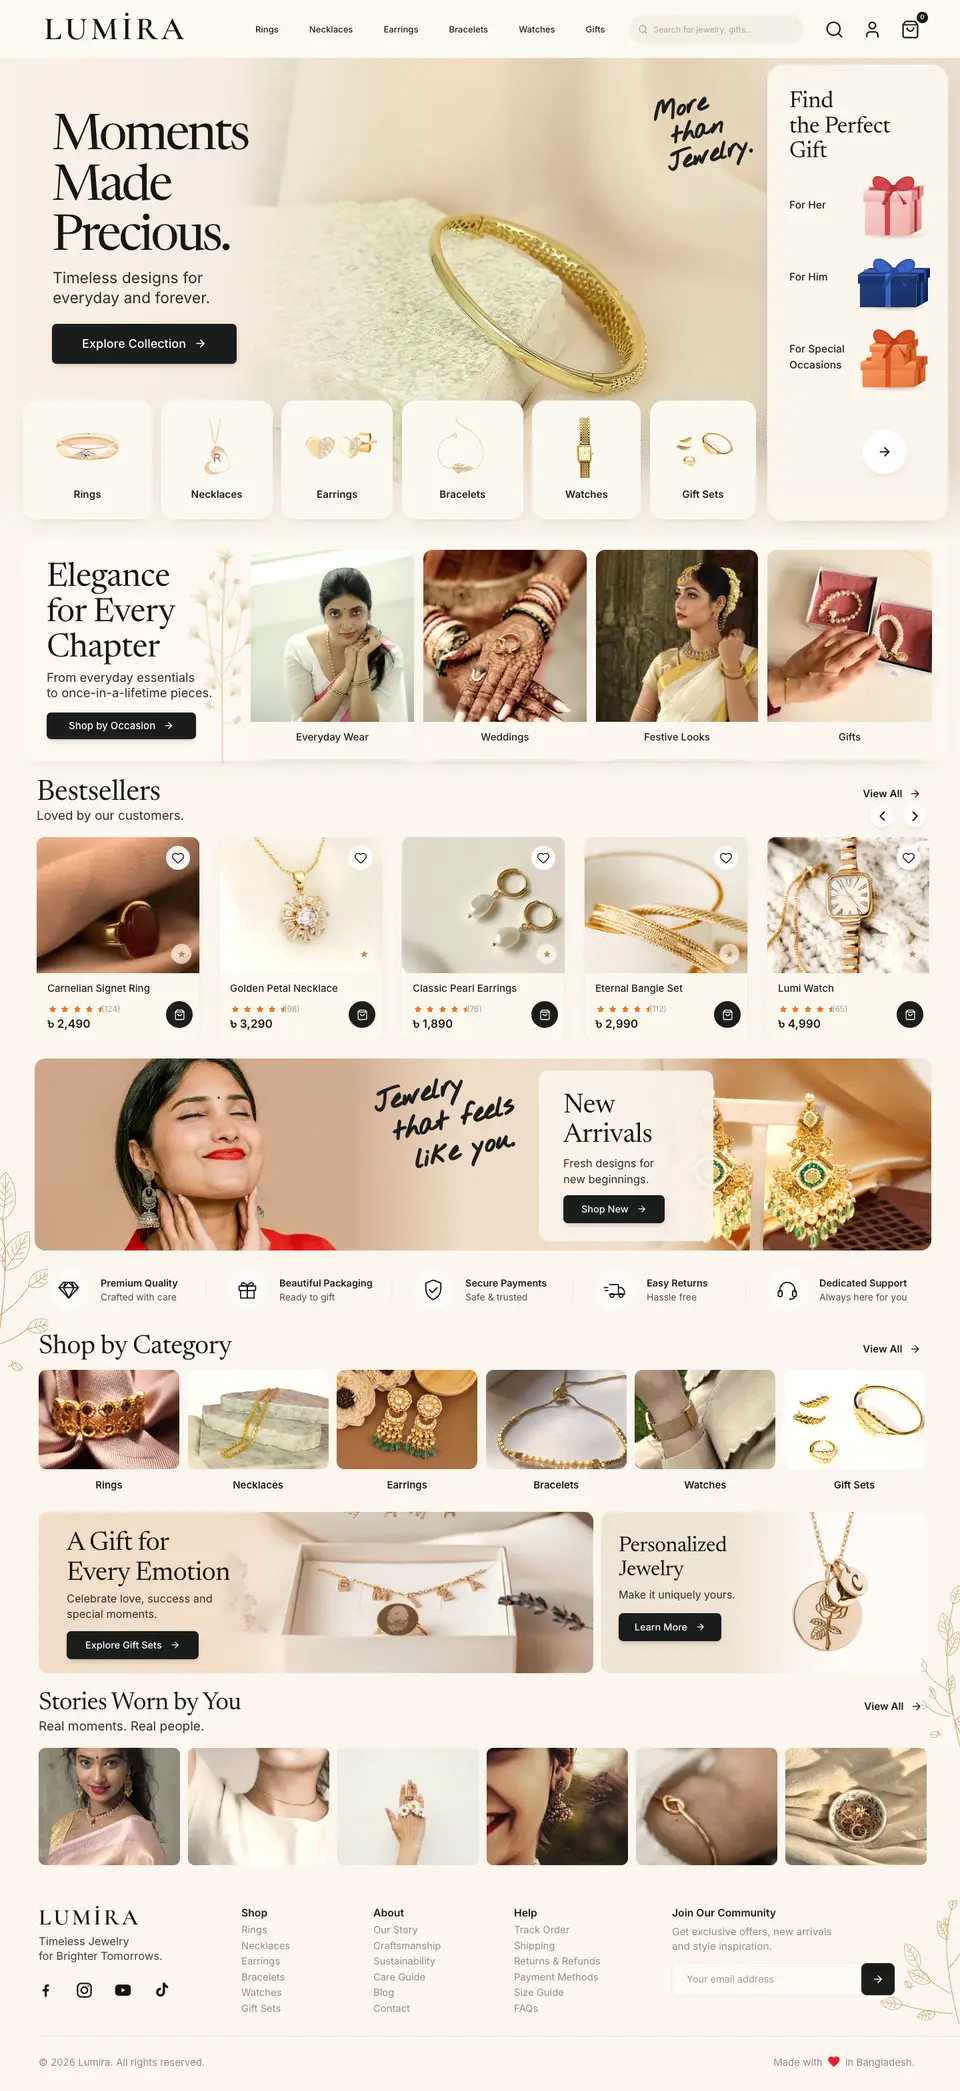 LUMİRA
Rings
Necklaces
Earrings
Bracelets
Watches
Gifts
Search for jewelry, gifts...
0
Moments
Made
Precious.
Timeless designs for
everyday and forever.
Explore Collection →
More
than
Jewelry.
Find
the Perfect
Gift
For Her
For Him
For Special
Occasions
→
R
Rings
Necklaces
Earrings
Bracelets
Watches
Gift Sets
Elegance
for Every
Chapter
From everyday essentials
to once-in-a-lifetime pieces.
Shop by Occasion →
Everyday Wear
Weddings
Festive Looks
Gifts
Bestsellers
Loved by our customers.
View All →
Carnelian Signet Ring
(124)
৳ 2,490
Golden Petal Necklace
(98)
৳ 3,290
Classic Pearl Earrings
(76)
৳ 1,890
Eternal Bangle Set
(112)
৳ 2,990
Lumi Watch
(65)
৳ 4,990
Jewelry
that feels
like you.
New
Arrivals
Fresh designs for
new beginnings.
Shop New →
Premium Quality
Crafted with care
Beautiful Packaging
Ready to gift
Secure Payments
Safe & trusted
Easy Returns
Hassle free
Dedicated Support
Always here for you
Shop by Category
View All →
Rings
Necklaces
Earrings
Bracelets
Watches
Gift Sets
A Gift for
Every Emotion
Celebrate love, success and
special moments.
Explore Gift Sets →
Personalized
Jewelry
Make it uniquely yours.
Learn More →
C
Stories Worn by You
Real moments. Real people.
View All →
LUMİRA
Timeless Jewelry
for Brighter Tomorrows.
Shop
Rings
Necklaces
Earrings
Bracelets
Watches
Gift Sets
About
Our Story
Craftsmanship
Sustainability
Care Guide
Blog
Contact
Help
Track Order
Shipping
Returns & Refunds
Payment Methods
Size Guide
FAQs
Join Our Community
Get exclusive offers, new arrivals
and style inspiration.
Your email address
→
© 2026 Lumira. All rights reserved.
Made with ❤ in Bangladesh.